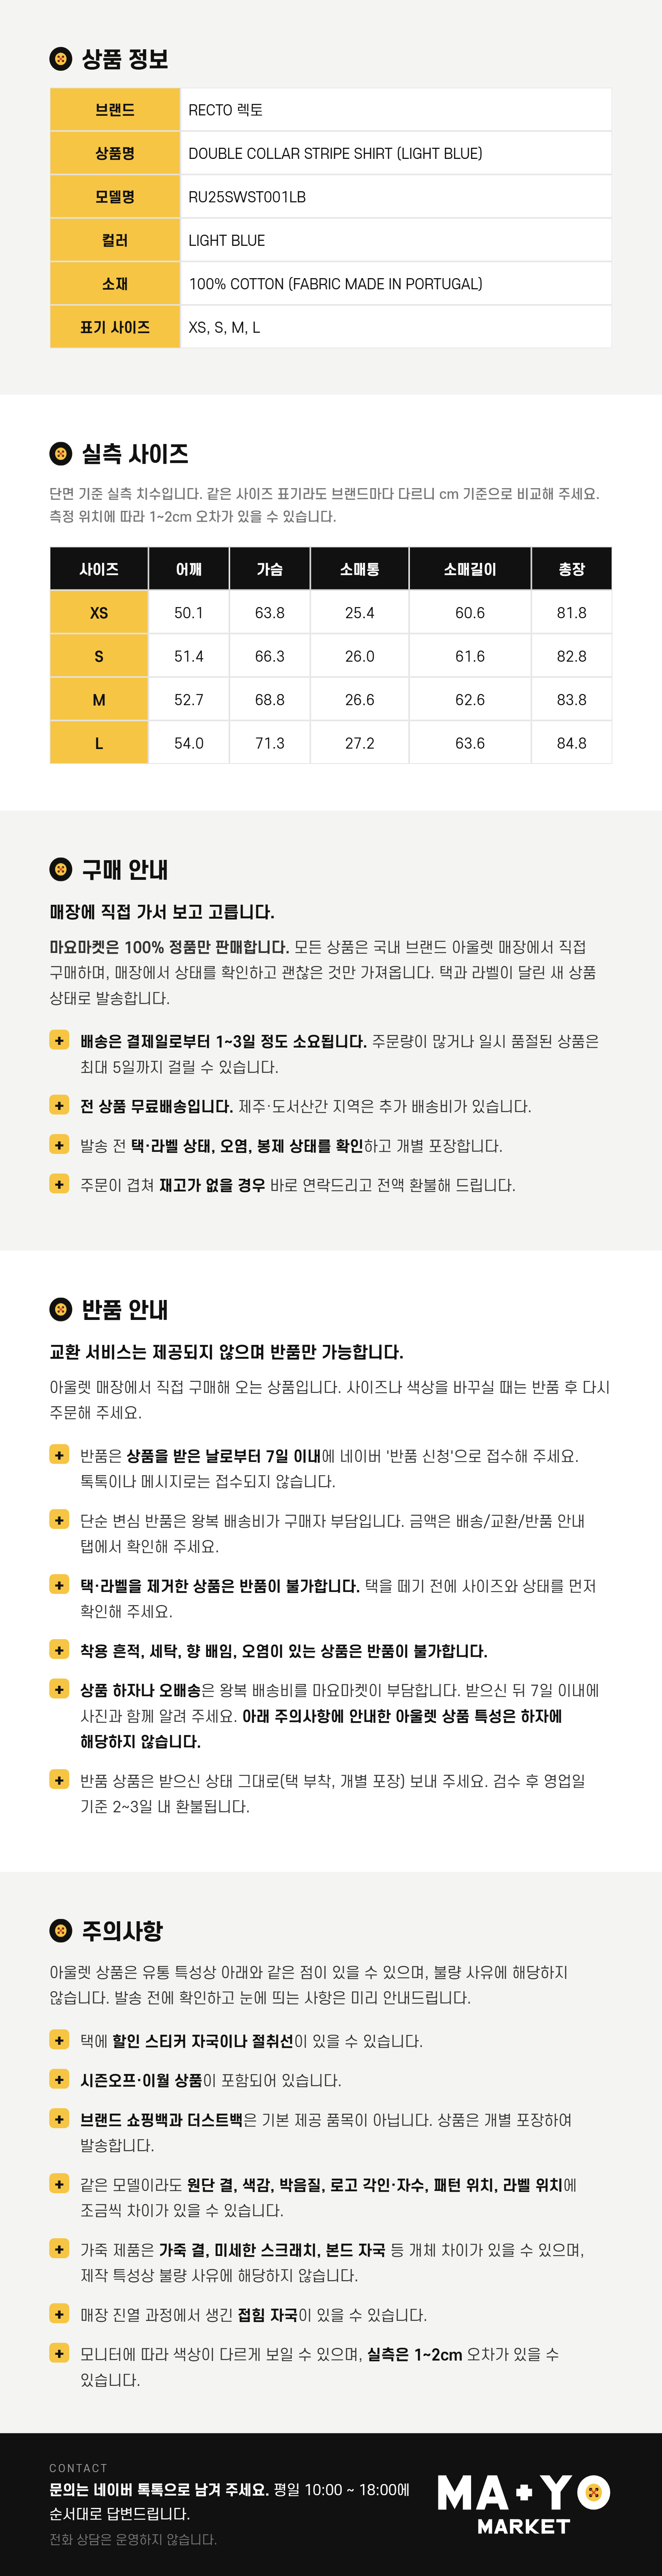 상품 정보
브랜드 RECTO 렉토
상품명 DOUBLE COLLAR STRIPE SHIRT (LIGHT BLUE)
모델명 RU25SWST001LB
컬러 LIGHT BLUE
소재 100% COTTON (FABRIC MADE IN PORTUGAL)
표기 사이즈 XS, S, M, L
실측 사이즈
단면 기준 실측 치수입니다. 같은 사이즈 표기라도 브랜드마다 다르니 cm 기준으로 비교해 주세요.
측정 위치에 따라 1~2cm 오차가 있을 수 있습니다.
사이즈 어깨 가슴 소매통 소매길이 총장
XS 50.1 63.8 25.4 60.6 81.8
S 51.4 66.3 26.0 61.6 82.8
M 52.7 68.8 26.6 62.6 83.8
L 54.0 71.3 27.2 63.6 84.8
구매 안내
매장에 직접 가서 보고 고릅니다.
마요마켓은 100% 정품만 판매합니다. 모든 상품은 국내 브랜드 아울렛 매장에서 직접
구매하며, 매장에서 상태를 확인하고 괜찮은 것만 가져옵니다. 택과 라벨이 달린 새 상품
상태로 발송합니다.
+ 배송은 결제일로부터 1~3일 정도 소요됩니다. 주문량이 많거나 일시 품절된 상품은
최대 5일까지 걸릴 수 있습니다.
+ 전 상품 무료배송입니다. 제주·도서산간 지역은 추가 배송비가 있습니다.
+ 발송 전 택·라벨 상태, 오염, 봉제 상태를 확인하고 개별 포장합니다.
+ 주문이 겹쳐 재고가 없을 경우 바로 연락드리고 전액 환불해 드립니다.
반품 안내
교환 서비스는 제공되지 않으며 반품만 가능합니다.
아울렛 매장에서 직접 구매해 오는 상품입니다. 사이즈나 색상을 바꾸실 때는 반품 후 다시
주문해 주세요.
+ 반품은 상품을 받은 날로부터 7일 이내에 네이버 '반품 신청'으로 접수해 주세요.
톡톡이나 메시지로는 접수되지 않습니다.
+ 단순 변심 반품은 왕복 배송비가 구매자 부담입니다. 금액은 배송/교환/반품 안내
탭에서 확인해 주세요.
+ 택·라벨을 제거한 상품은 반품이 불가합니다. 택을 떼기 전에 사이즈와 상태를 먼저
확인해 주세요.
+ 착용 흔적, 세탁, 향 배임, 오염이 있는 상품은 반품이 불가합니다.
+ 상품 하자나 오배송은 왕복 배송비를 마요마켓이 부담합니다. 받으신 뒤 7일 이내에
사진과 함께 알려 주세요. 아래 주의사항에 안내한 아울렛 상품 특성은 하자에
해당하지 않습니다.
+ 반품 상품은 받으신 상태 그대로(택 부착, 개별 포장) 보내 주세요. 검수 후 영업일
기준 2~3일 내 환불됩니다.
주의사항
아울렛 상품은 유통 특성상 아래와 같은 점이 있을 수 있으며, 불량 사유에 해당하지
않습니다. 발송 전에 확인하고 눈에 띄는 사항은 미리 안내드립니다.
+ 택에 할인 스티커 자국이나 절취선이 있을 수 있습니다.
+ 시즌오프·이월 상품이 포함되어 있습니다.
+ 브랜드 쇼핑백과 더스트백은 기본 제공 품목이 아닙니다. 상품은 개별 포장하여
발송합니다.
+ 같은 모델이라도 원단 결, 색감, 박음질, 로고 각인·자수, 패턴 위치, 라벨 위치에
조금씩 차이가 있을 수 있습니다.
+ 가죽 제품은 가죽 결, 미세한 스크래치, 본드 자국 등 개체 차이가 있을 수 있으며,
제작 특성상 불량 사유에 해당하지 않습니다.
+ 매장 진열 과정에서 생긴 접힘 자국이 있을 수 있습니다.
+ 모니터에 따라 색상이 다르게 보일 수 있으며, 실측은 1~2cm 오차가 있을 수
있습니다.
CONTACT
문의는 네이버 톡톡으로 남겨 주세요. 평일 10:00 ~ 18:00에
순서대로 답변드립니다.
전화 상담은 운영하지 않습니다.
MA+YO
MARKET